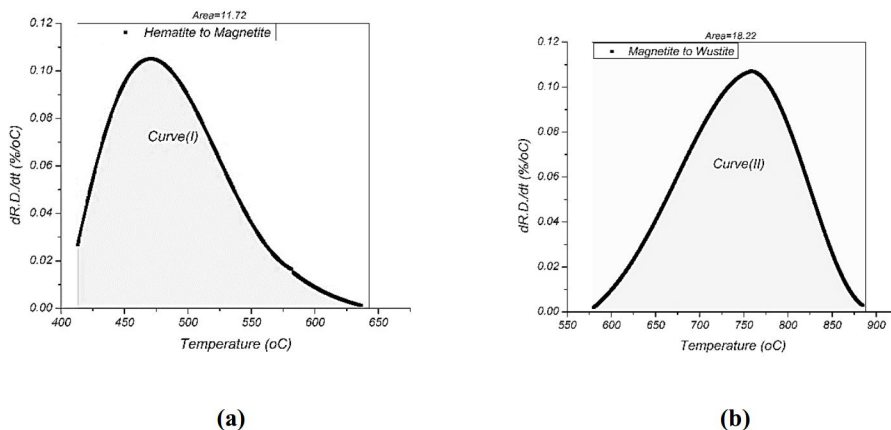 Area=11.72
Hematite to Magnetite
Curve(I)
dR.D./dt (%/oC)
0.12
0.10
0.08
0.06
0.04
0.02
0.00
400 450 500 550 600 650
Temperature (oC)
(a)
Area=18.22
Magnetite to Wustite
Curve(II)
dR.D./dt (%/oC)
0.12
0.10
0.08
0.06
0.04
0.02
0.00
550 600 650 700 750 800 850 900
Temperature (oC)
(b)